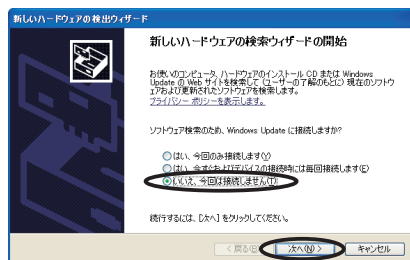 新しいハードウェアの検出ウィザード
新しいハードウェアの検索ウィザードの開始
お使いのコンピュータ、ハードウェアのインストール CD または Windows
Update の Web サイトを検索して (ユーザーの了解のもとに) 現在のソフトウ
ェアおよび更新されたソフトウェアを検索します。
プライバシー ポリシーを表示します。
ソフトウェア検索のため、Windows Update に接続しますか?
はい、今回のみ接続します(Y)
はい、今すぐおよびデバイスの接続時には毎回接続します(E)
いいえ、今回は接続しません(T)
続行するには、[次へ] をクリックしてください。
< 戻る(B)
次へ(N) >
キャンセル